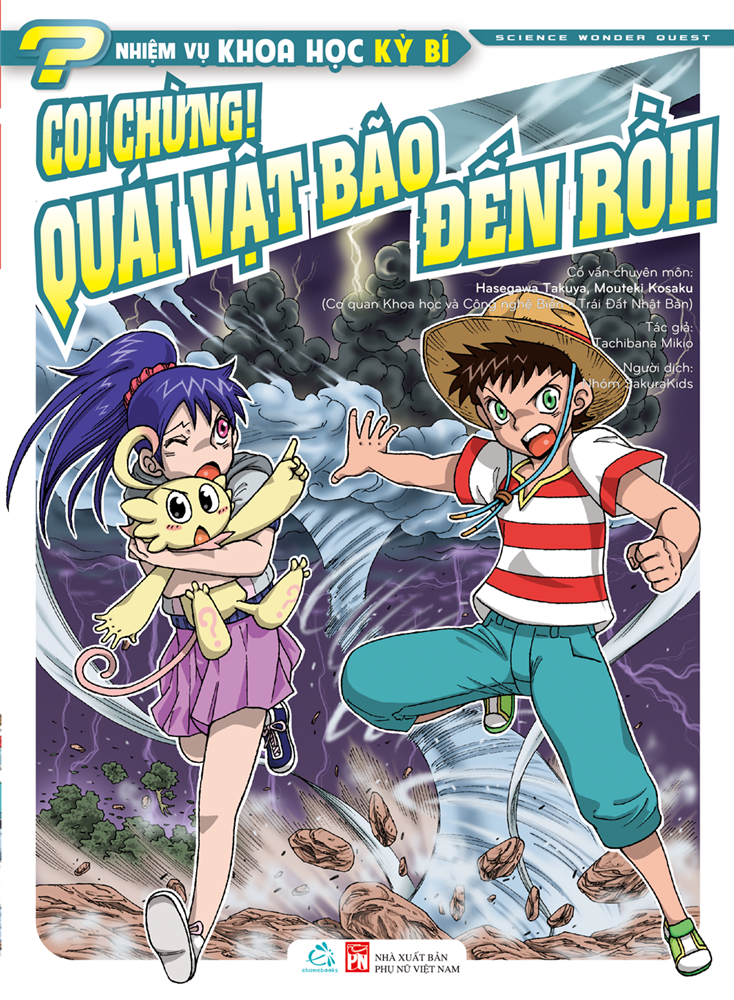 ?
NHIỆM VỤ KHOA HỌC KỲ BÍ
SCIENCE WONDER QUEST
COI CHỪNG!
QUÁI VẬT BÃO
ĐẾN RỒI!
Cố vấn chuyên môn:
Hasegawa Takuya, Mouteki Kosaku
(Cơ quan Khoa học và Công nghệ Biển - Trái Đất Nhật Bản)
Tác giả:
Tachibana Mikio
Người dịch:
Nhóm SakuraKids
? ?
ehomebooks
PN
NHÀ XUẤT BẢN
PHỤ NỮ VIỆT NAM